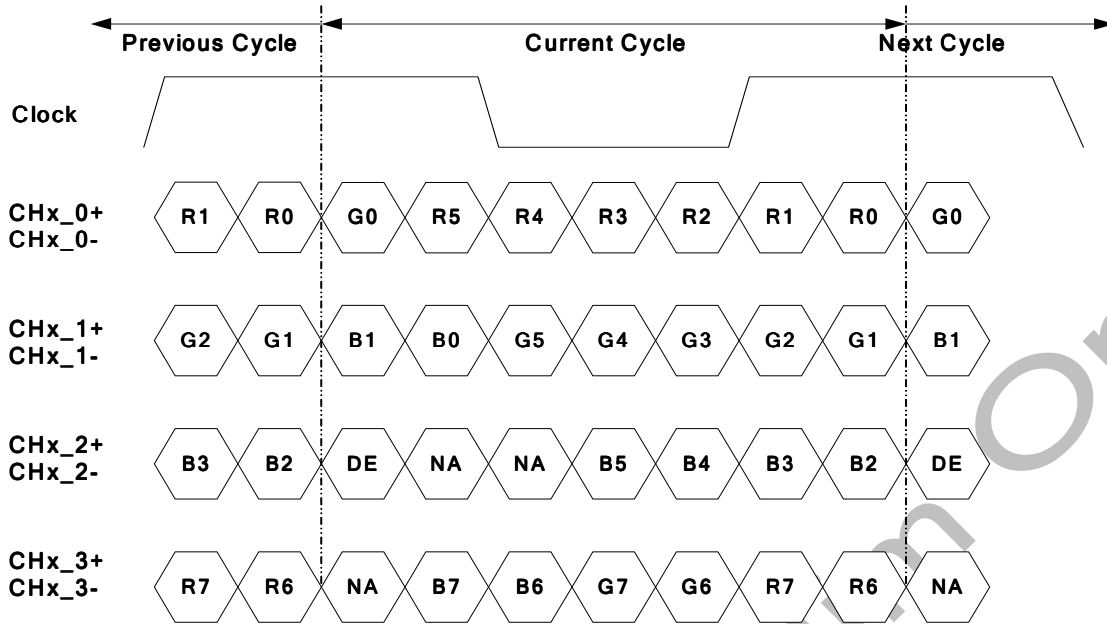 Previous Cycle Current Cycle Next Cycle
Clock
CHx_0+
CHx_0-
R1 R0 G0 R5 R4 R3 R2 R1 R0 G0
CHx_1+
CHx_1-
G2 G1 B1 B0 G5 G4 G3 G2 G1 B1
CHx_2+
CHx_2-
B3 B2 DE NA NA B5 B4 B3 B2 DE
CHx_3+
CHx_3-
R7 R6 NA B7 B6 G7 G6 R7 R6 NA